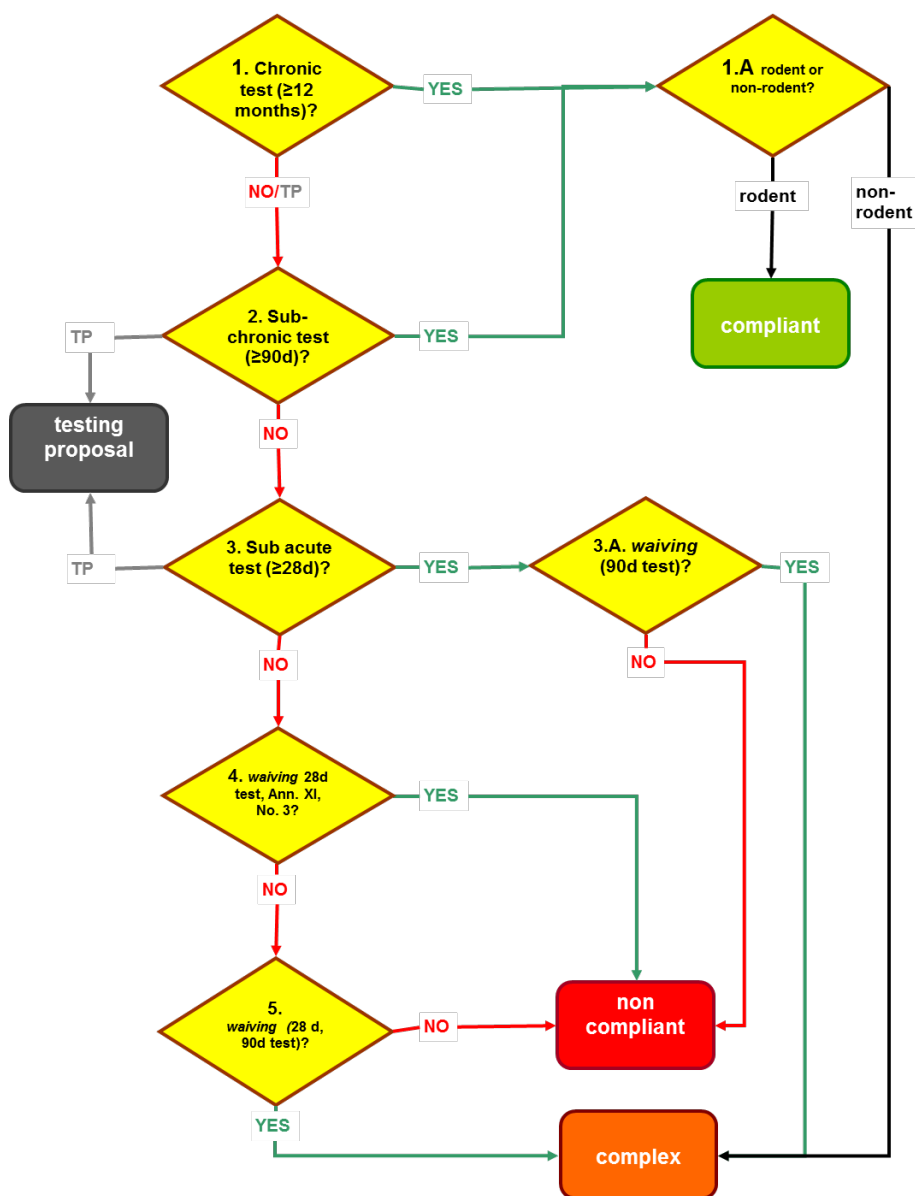 1. Chronic
test (≥12
months)?
YES
1.A rodent or
non-rodent?
NO/TP
rodent
non-
rodent
2. Sub-
chronic test
(≥90d)?
YES
TP
compliant
testing
proposal
NO
3. Sub acute
test (≥28d)?
YES
3.A. waiving
(90d test)?
YES
TP
NO
NO
4. waiving 28d
test, Ann. XI,
No. 3?
YES
NO
5.
waiving (28 d,
90d test)?
NO
non
compliant
YES
complex